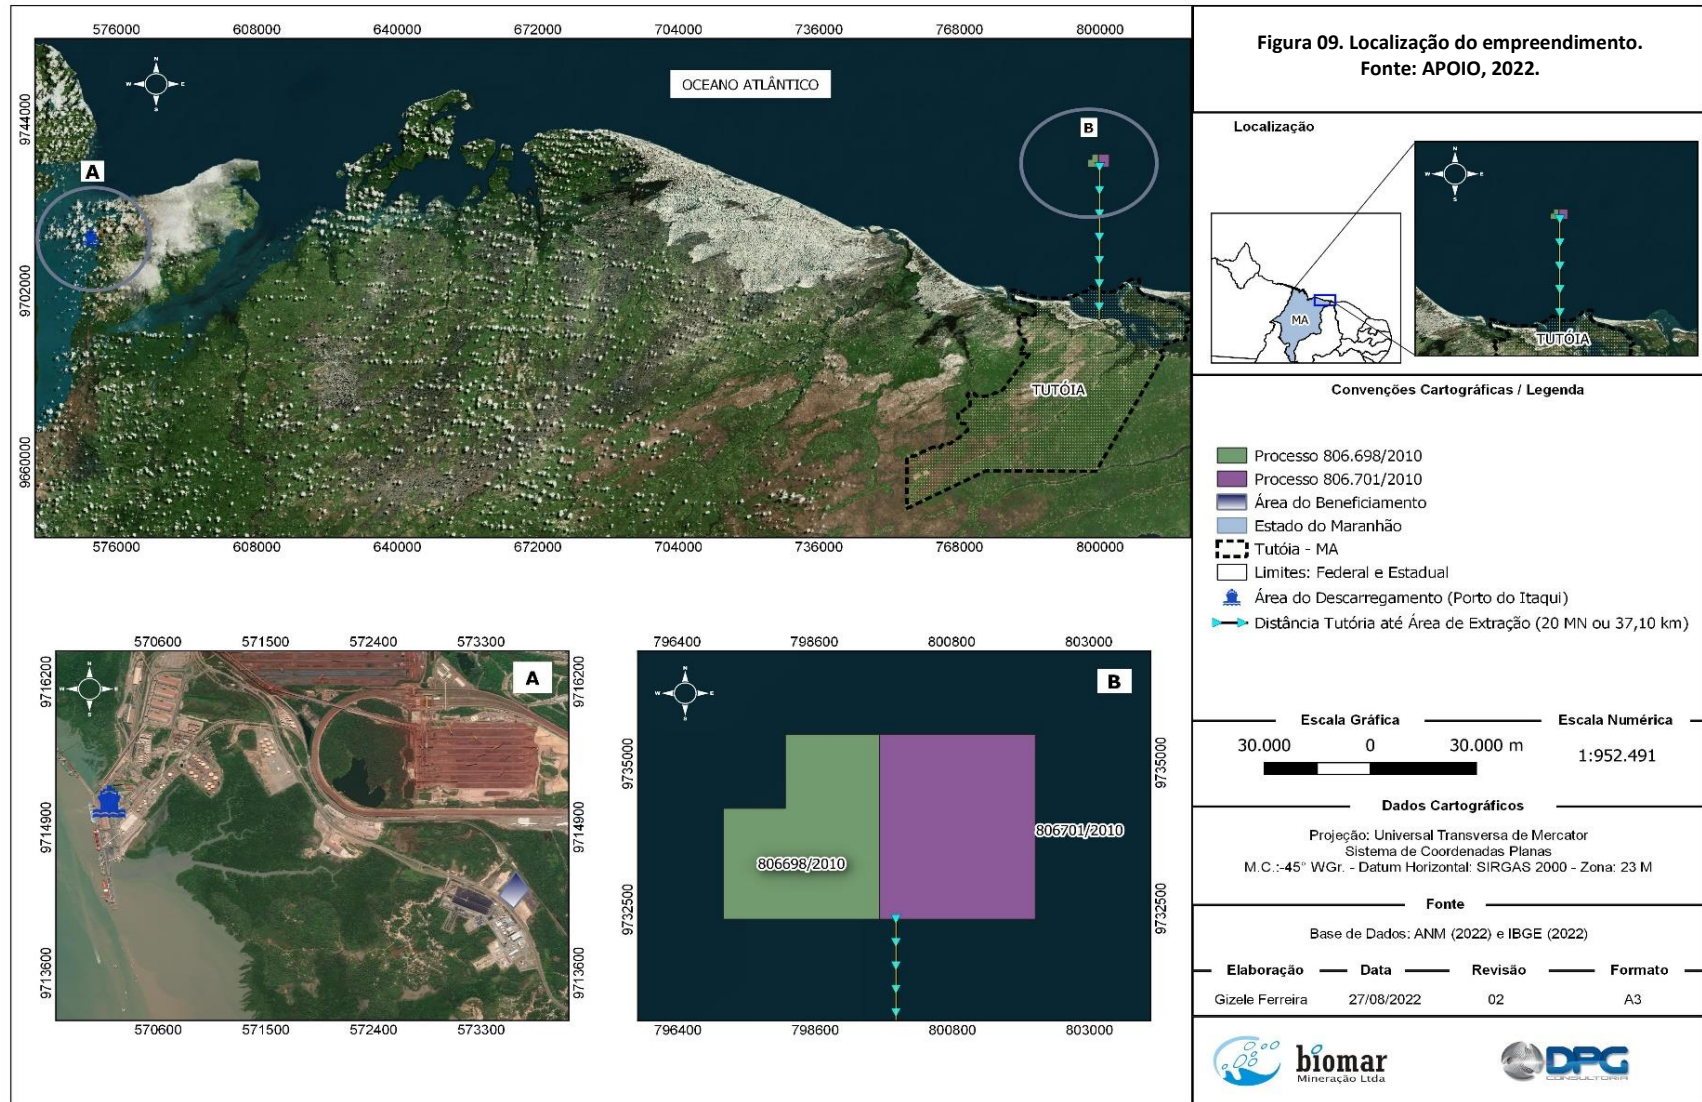 576000 608000 640000 672000 704000 736000 768000 800000
9744000
9702000
9660000
OCEANO ATLÂNTICO
A
B
TUTÓIA
N
W E
S
576000 608000 640000 672000 704000 736000 768000 800000
570600 571500 572400 573300
9716200
9714900
9713600
A
N
W E
S
9716200
9714900
9713600
570600 571500 572400 573300
796400 798600 800800 803000
9735000
9732500
B
N
W E
S
806698/2010
806701/2010
9735000
9732500
796400 798600 800800 803000
Figura 09. Localização do empreendimento.
Fonte: APOIO, 2022.
Localização
N
W E
S
MA
TUTÓIA
Convenções Cartográficas / Legenda
Processo 806.698/2010
Processo 806.701/2010
Área do Beneficiamento
Estado do Maranhão
Tutóia - MA
Limites: Federal e Estadual
Área do Descarregamento (Porto do Itaqui)
Distância Tutória até Área de Extração (20 MN ou 37,10 km)
Escala Gráfica
30.000 0 30.000 m
Escala Numérica
1:952.491
Dados Cartográficos
Projeção: Universal Transversa de Mercator
Sistema de Coordenadas Planas
M.C.:-45° WGr. - Datum Horizontal: SIRGAS 2000 - Zona: 23 M
Fonte
Base de Dados: ANM (2022) e IBGE (2022)
Elaboração Data Revisão Formato
Gizele Ferreira 27/08/2022 02 A3
biomar
Mineração Ltda
DPG
CONSULTORIA